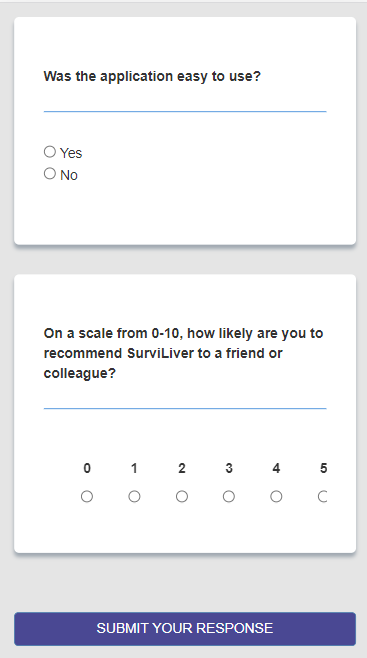 Was the application easy to use?
Yes
No
On a scale from 0-10, how likely are you to
recommend SurviLiver to a friend or
colleague?
0 1 2 3 4 5
SUBMIT YOUR RESPONSE